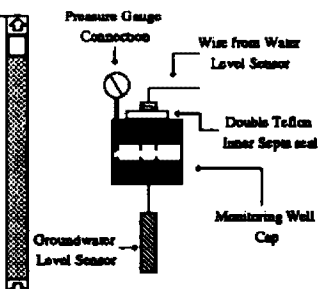 Pressure Gauge
Connection
Wire from Water
Level Sensor
Double Teflon
Inner Septa seal
Monitoring Well
Cap
Groundwater
Level Sensor